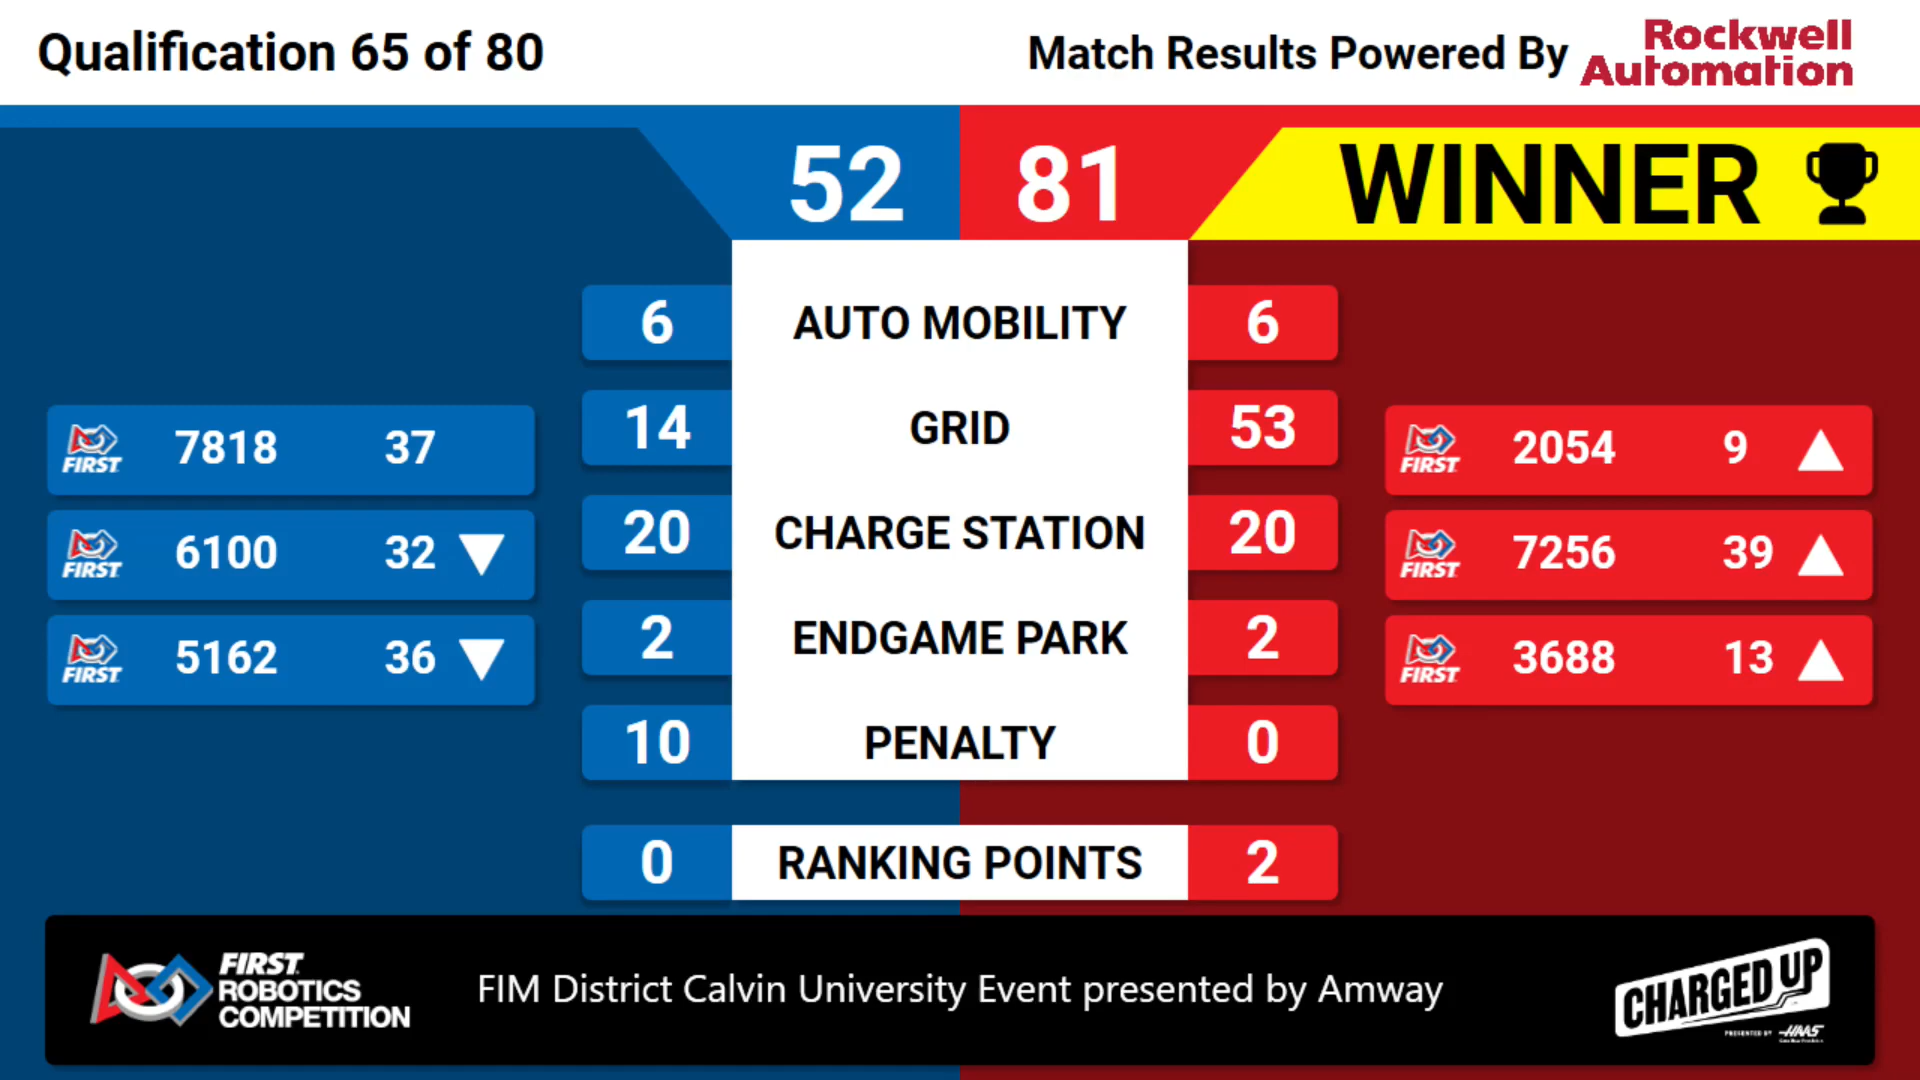 Qualification 65 of 80
Match Results Powered By
Rockwell
Automation
52 81 WINNER
6 AUTO MOBILITY 6
14 GRID 53
20 CHARGE STATION 20
2 ENDGAME PARK 2
10 PENALTY 0
0 RANKING POINTS 2
FIRST 7818 37
FIRST 6100 32
FIRST 5162 36
FIRST 2054 9
FIRST 7256 39
FIRST 3688 13
FIRST
ROBOTICS
COMPETITION
FIM District Calvin University Event presented by Amway
CHARGED UP
PRESENTED BY HAAS